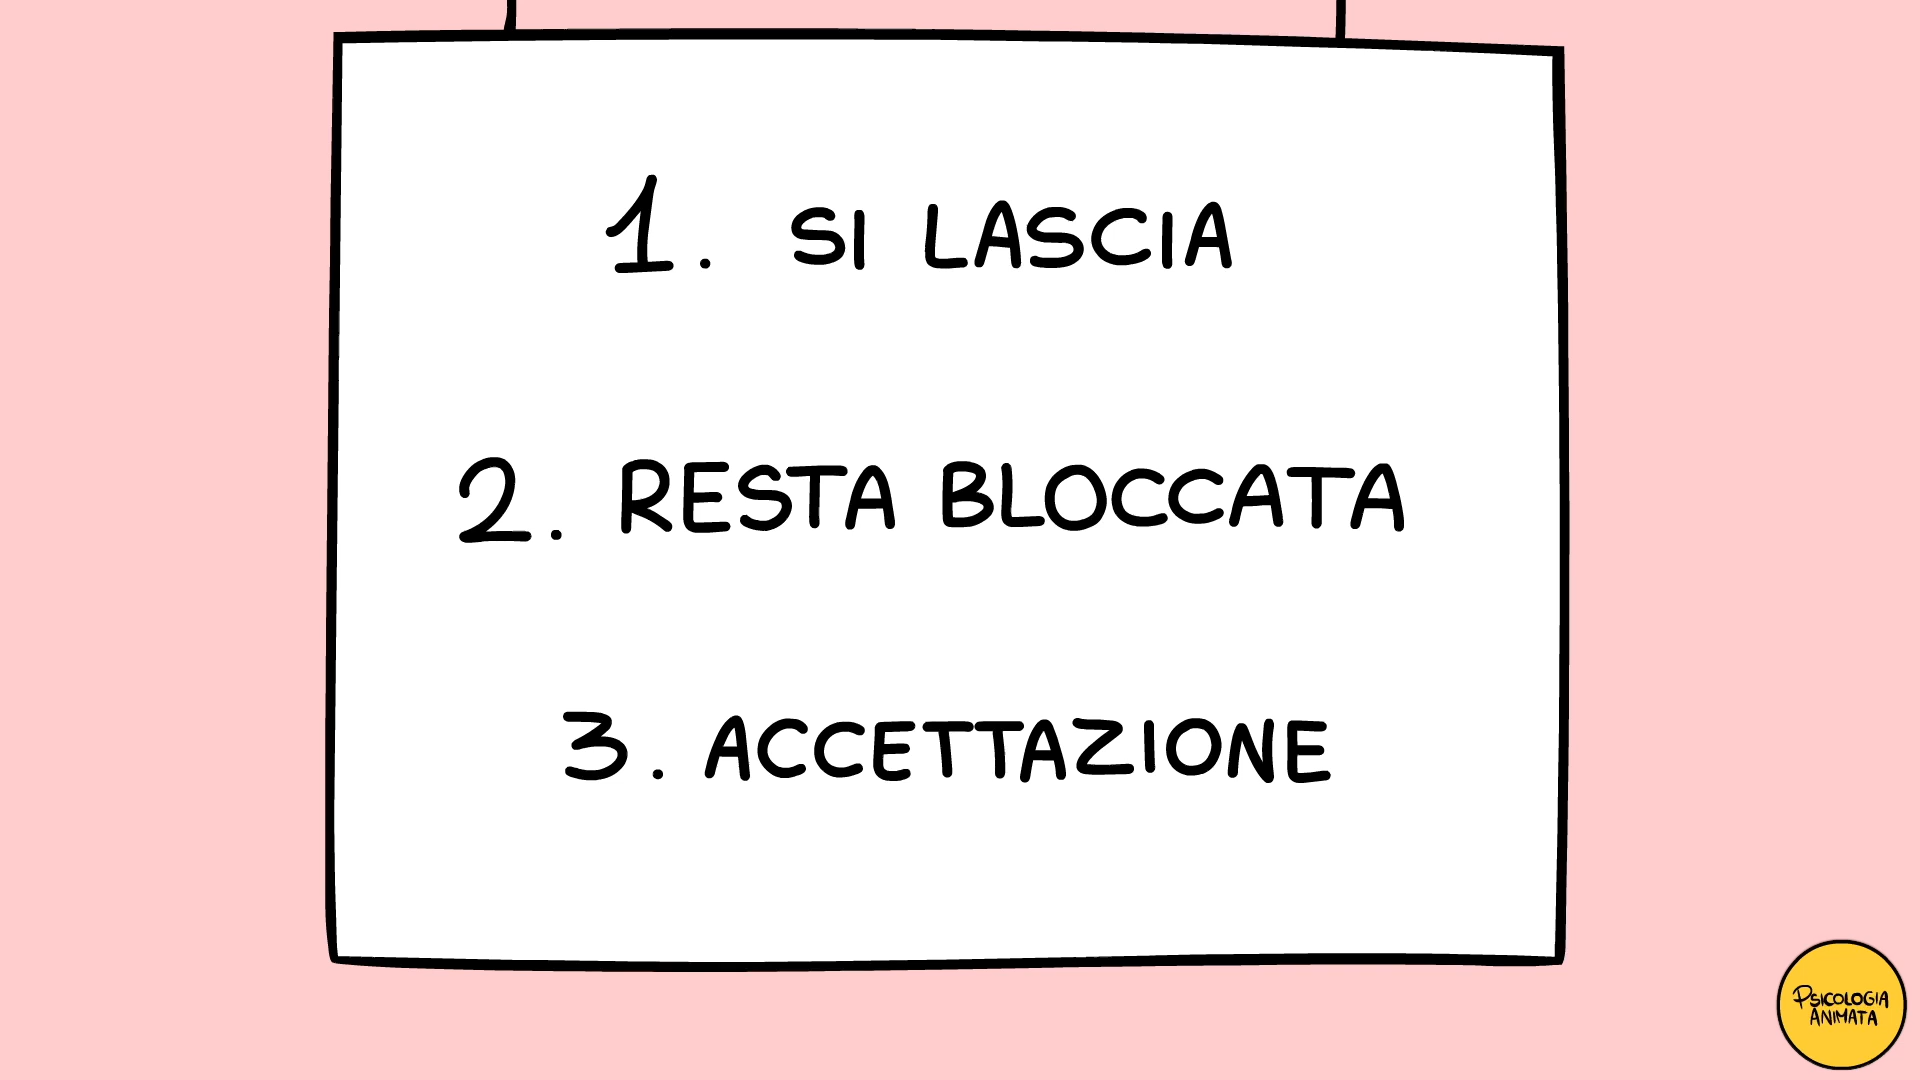 1. SI LASCIA
2. RESTA BLOCCATA
3. ACCETTAZIONE
PSICOLOGIA
ANIMATA